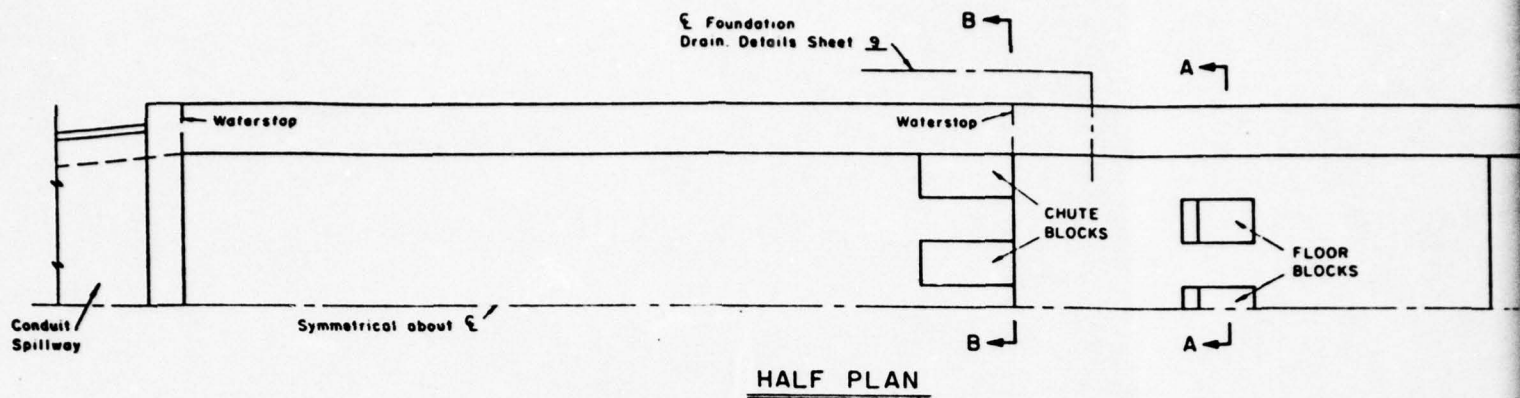 ℄ Foundation
Drain. Details Sheet 9
B
A
Waterstop
Waterstop
CHUTE
BLOCKS
FLOOR
BLOCKS
Conduit
Spillway
Symmetrical about ℄
B
A
HALF PLAN